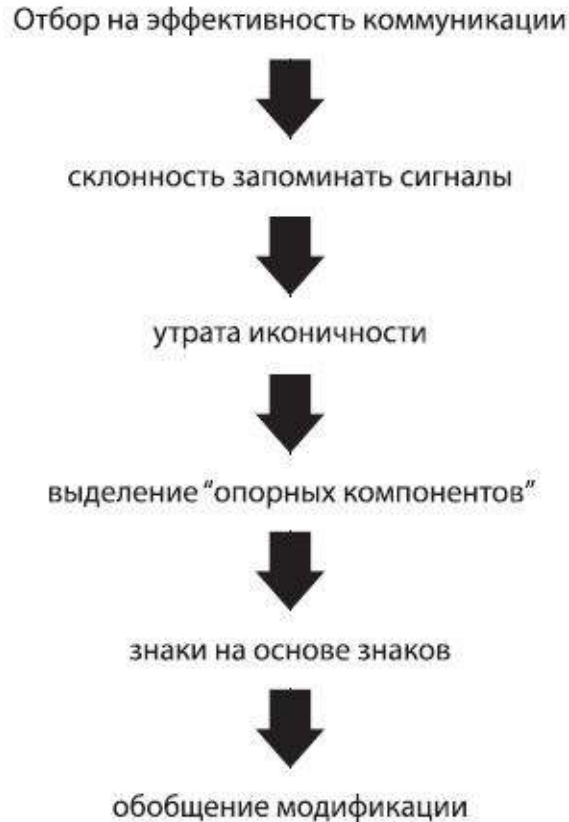 Отбор на эффективность коммуникации
склонность запоминать сигналы
утрата иконичности
выделение "опорных компонентов"
знаки на основе знаков
обобщение модификации